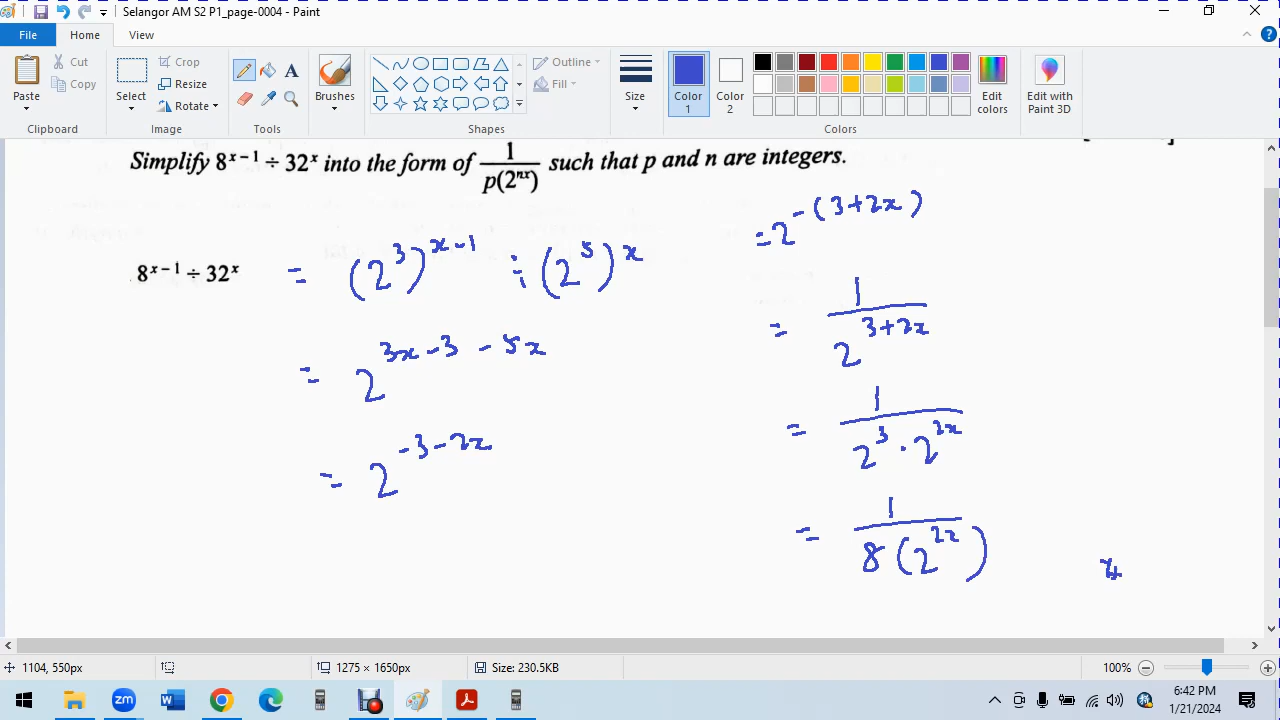 Selangor AM S2 P1_page-0004 - Paint
File Home View
Paste Cut Copy Clipboard
Select Crop Resize Rotate Image
Tools
Brushes
Shapes Outline Fill
Size
Color 1 Color 2 Colors
Edit colors
Edit with Paint 3D
Simplify 8^{x-1} ÷ 32^x into the form of \frac{1}{p(2^{nx})} such that p and n are integers.
8^{x-1} ÷ 32^x = (2^3)^{x-1} ÷ (2^5)^x
= 2^{3x-3-5x}
= 2^{-3-2x}
= 2^{-(3+2x)}
= \frac{1}{2^{3+2x}}
= \frac{1}{2^3 · 2^{2x}}
= \frac{1}{8(2^{2x})}
1104, 550px 1275 × 1650px Size: 230.5KB 100%
zm W
6:42 PM
1/21/2024